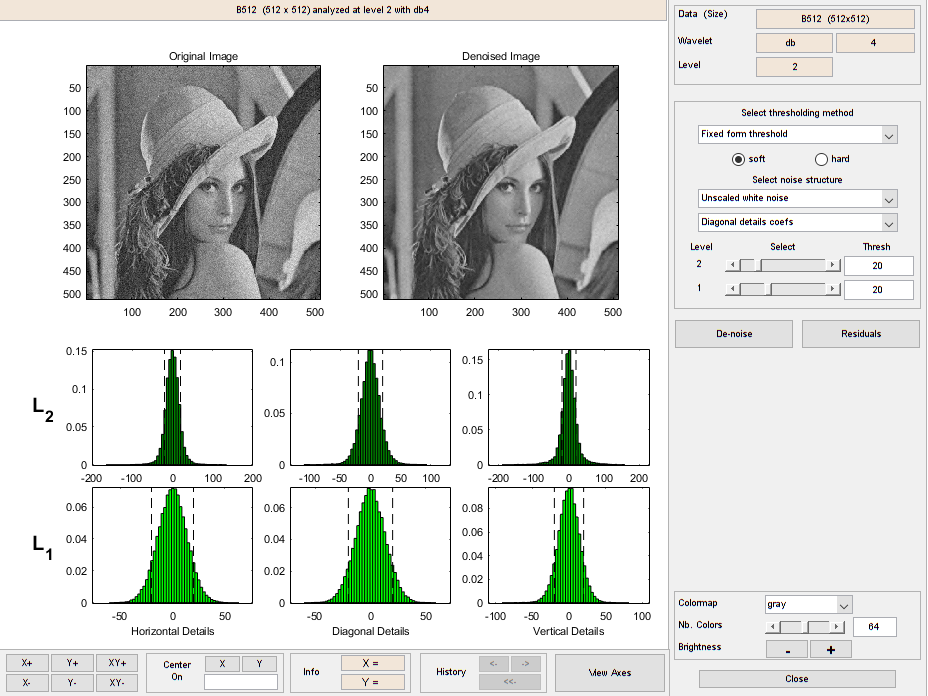 B512 (512 x 512) analyzed at level 2 with db4
Data (Size)
B512 (512x512)
Wavelet
db
4
Level
2
Original Image
50
100
150
200
250
300
350
400
450
500
100 200 300 400 500
Denoised Image
50
100
150
200
250
300
350
400
450
500
100 200 300 400 500
Select thresholding method
Fixed form threshold
soft
hard
Select noise structure
Unscaled white noise
Diagonal details coefs
Level Select Thresh
2
20
1
20
De-noise
Residuals
L2
0.15
0.1
0.05
0
-200 -100 0 100 200
0.1
0.05
0
-100 -50 0 50 100
0.15
0.1
0.05
0
-200 -100 0 100 200
L1
0.06
0.04
0.02
0
-50 0 50
Horizontal Details
0.06
0.04
0.02
0
-50 0 50
Diagonal Details
0.08
0.06
0.04
0.02
0
-100 -50 0 50 100
Vertical Details
Colormap
gray
Nb. Colors
64
Brightness
-
+
X+ Y+ XY+
X- Y- XY-
Center
On
X Y
Info
X =
Y =
History
<- ->
<<-
View Axes
Close